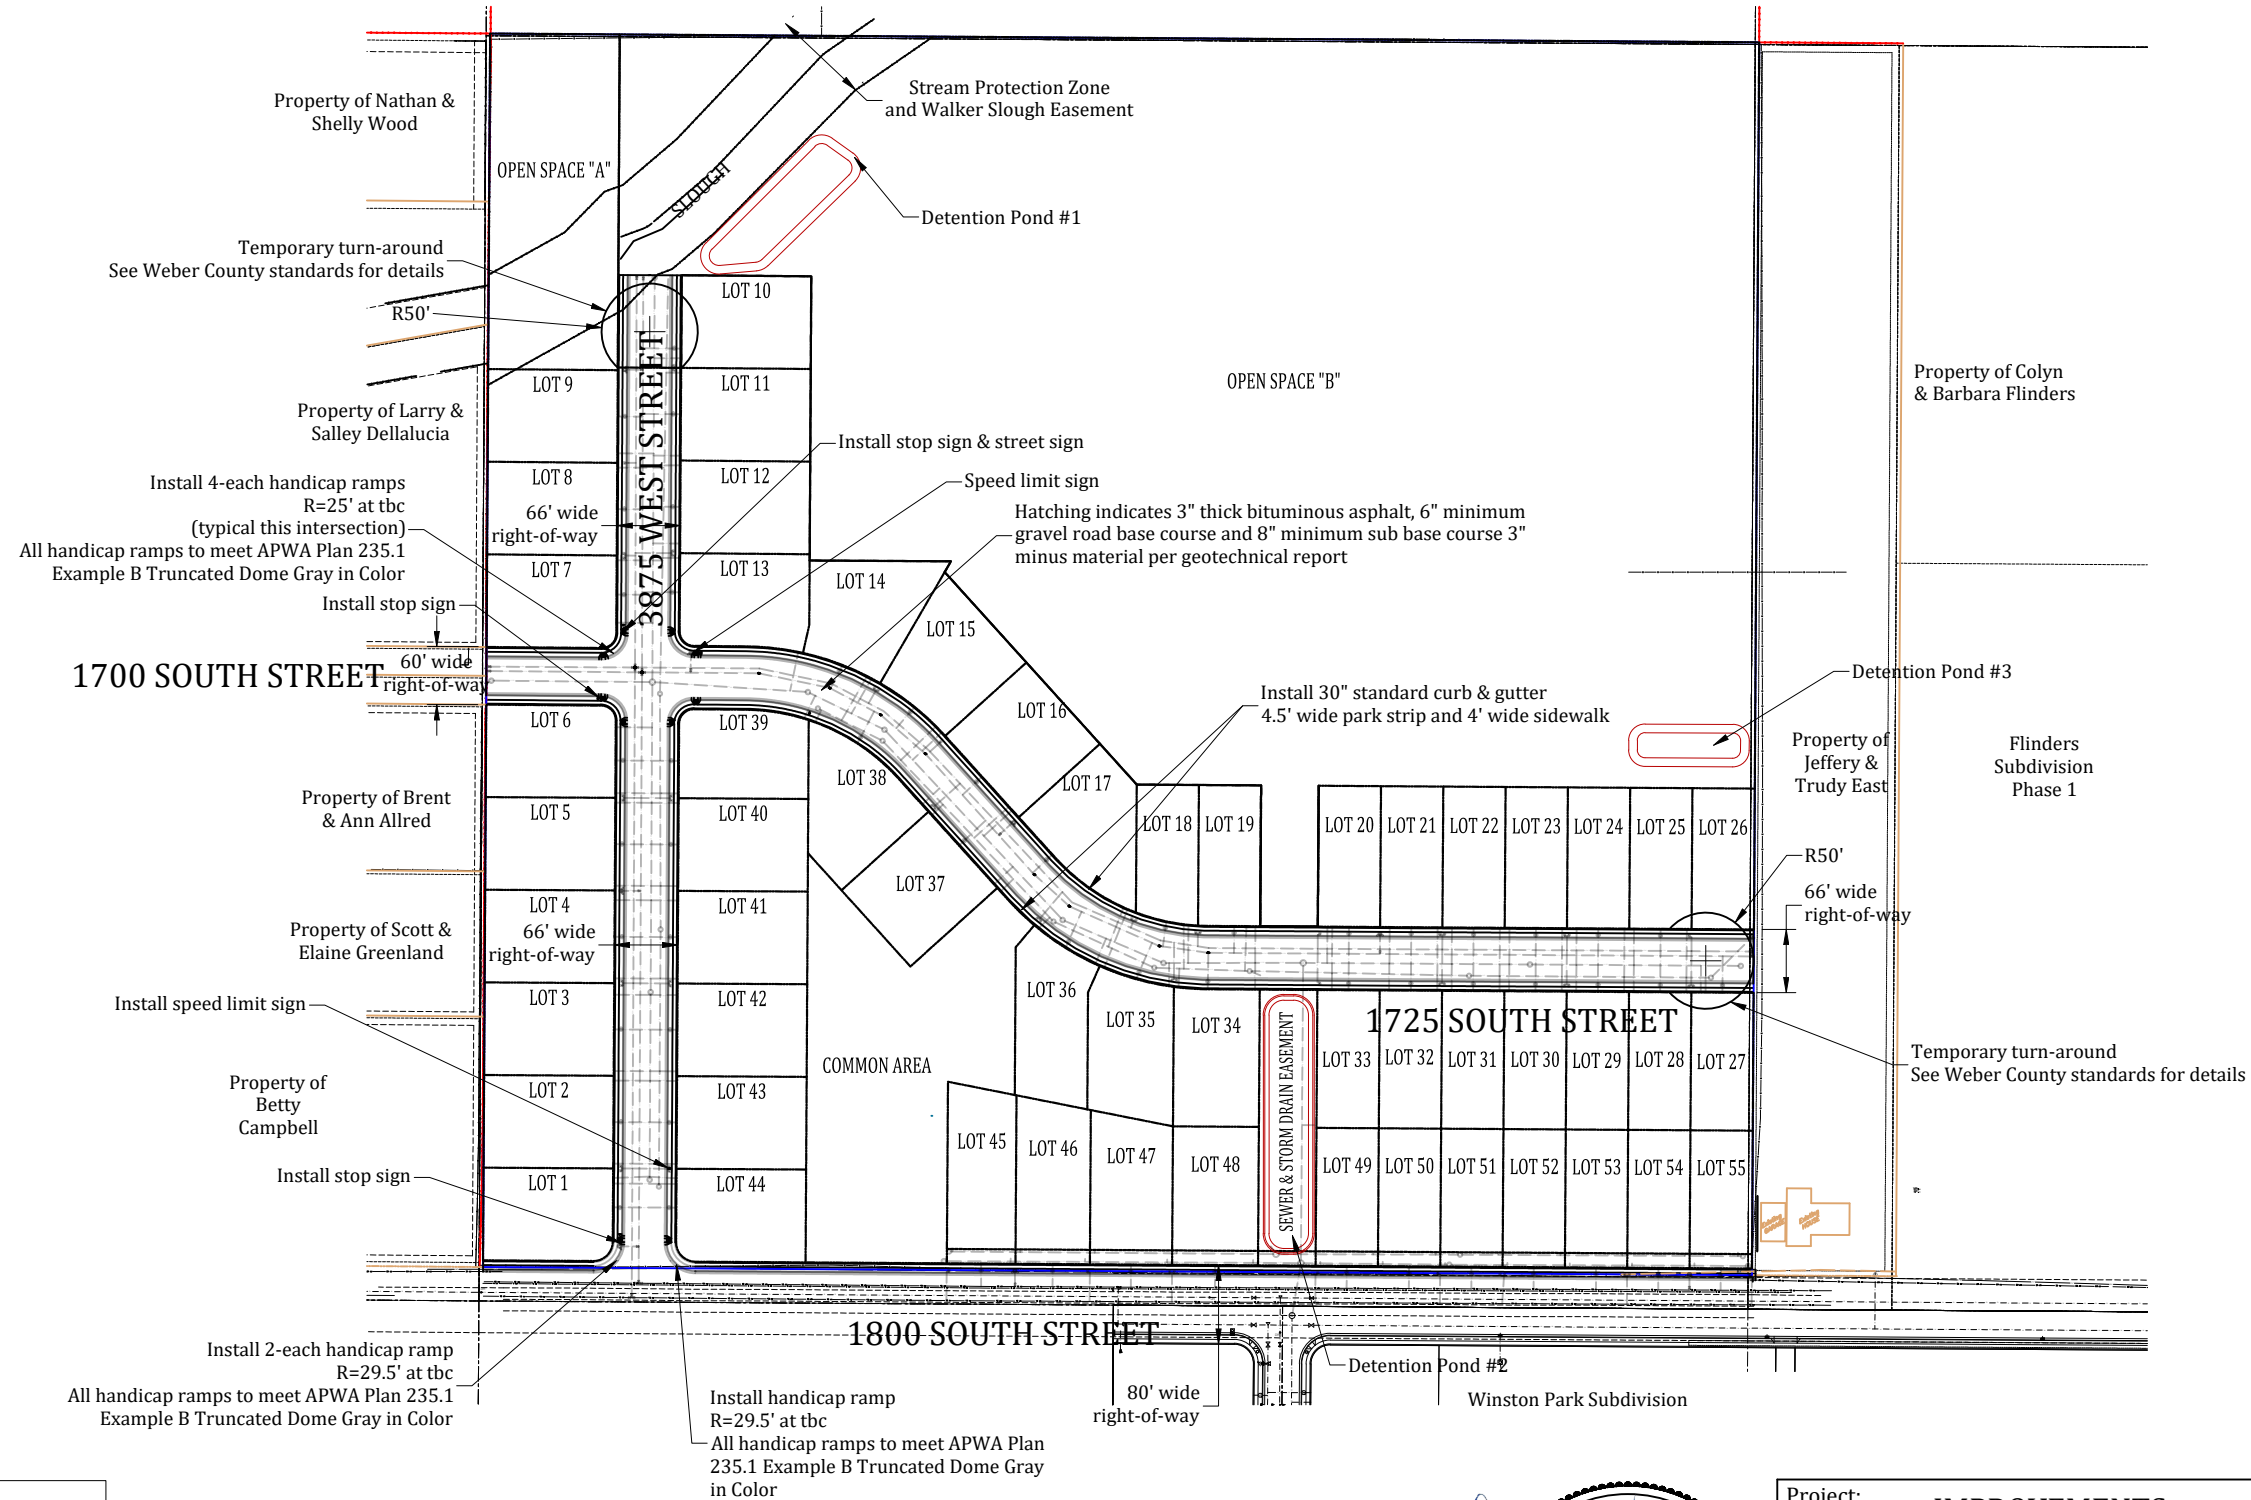 Property of Nathan &
Shelly Wood
Stream Protection Zone
and Walker Slough Easement
OPEN SPACE "A"
SLOUGH
Detention Pond #1
Temporary turn-around
See Weber County standards for details
R50'
LOT 10
3875 WEST STREET
LOT 9
LOT 11
OPEN SPACE "B"
Property of Colyn
& Barbara Flinders
Property of Larry &
Salley Dellalucia
Install stop sign & street sign
LOT 8
LOT 12
Speed limit sign
Install 4-each handicap ramps
R=25' at tbc
(typical this intersection)
All handicap ramps to meet APWA Plan 235.1
Example B Truncated Dome Gray in Color
66' wide
right-of-way
Hatching indicates 3" thick bituminous asphalt, 6" minimum
gravel road base course and 8" minimum sub base course 3"
minus material per geotechnical report
LOT 7
LOT 13
LOT 14
Install stop sign
LOT 15
1700 SOUTH STREET
60' wide
right-of-way
Detention Pond #3
Install 30" standard curb & gutter
4.5' wide park strip and 4' wide sidewalk
LOT 6
LOT 39
LOT 16
Property of
Jeffery &
Trudy East
Flinders
Subdivision
Phase 1
LOT 38
LOT 17
Property of Brent
& Ann Allred
LOT 5
LOT 40
LOT 18
LOT 19
LOT 20
LOT 21
LOT 22
LOT 23
LOT 24
LOT 25
LOT 26
R50'
LOT 37
66' wide
right-of-way
LOT 4
LOT 41
66' wide
right-of-way
Property of Scott &
Elaine Greenland
LOT 36
Install speed limit sign
LOT 3
LOT 42
LOT 35
LOT 34
1725 SOUTH STREET
SEWER & STORM DRAIN EASEMENT
COMMON AREA
LOT 33
LOT 32
LOT 31
LOT 30
LOT 29
LOT 28
LOT 27
Temporary turn-around
See Weber County standards for details
Property of
Betty
Campbell
LOT 2
LOT 43
LOT 45
LOT 46
LOT 47
LOT 48
LOT 49
LOT 50
LOT 51
LOT 52
LOT 53
LOT 54
LOT 55
Install stop sign
LOT 1
LOT 44
Existing
HOUSE
1800 SOUTH STREET
Install 2-each handicap ramp
R=29.5' at tbc
All handicap ramps to meet APWA Plan 235.1
Example B Truncated Dome Gray in Color
Detention Pond #2
80' wide
right-of-way
Winston Park Subdivision
Install handicap ramp
R=29.5' at tbc
All handicap ramps to meet APWA Plan
235.1 Example B Truncated Dome Gray
in Color
Project:
IMPROVEMENTS